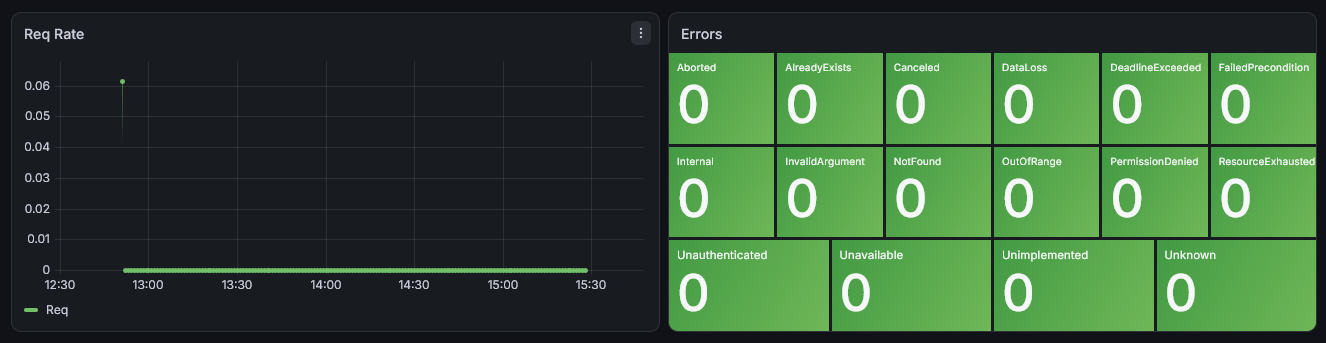 Req Rate
0.06
0.05
0.04
0.03
0.02
0.01
0
12:30 13:00 13:30 14:00 14:30 15:00 15:30
Req
Errors
Aborted AlreadyExists Canceled DataLoss DeadlineExceeded FailedPrecondition
0 0 0 0 0 0
Internal InvalidArgument NotFound OutOfRange PermissionDenied ResourceExhausted
0 0 0 0 0 0
Unauthenticated Unavailable Unimplemented Unknown
0 0 0 0